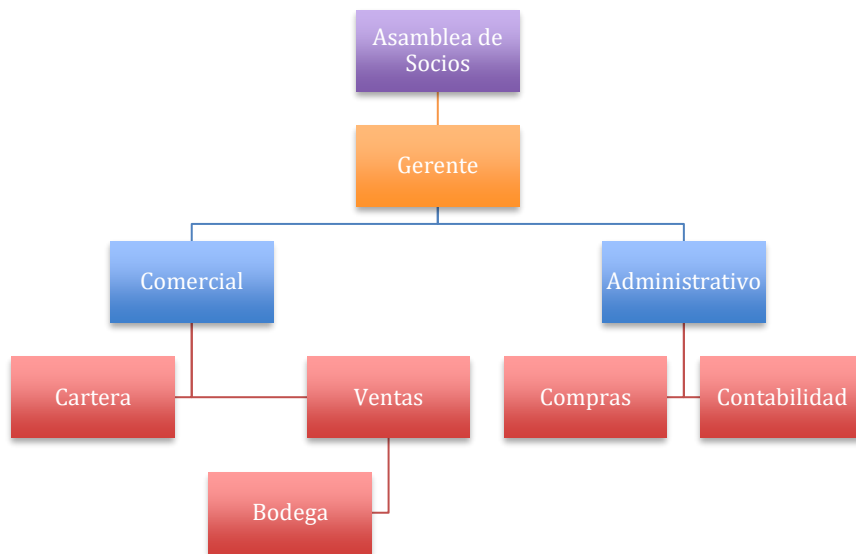 Asamblea de
Socios
Gerente
Comercial
Administrativo
Cartera
Ventas
Compras
Contabilidad
Bodega